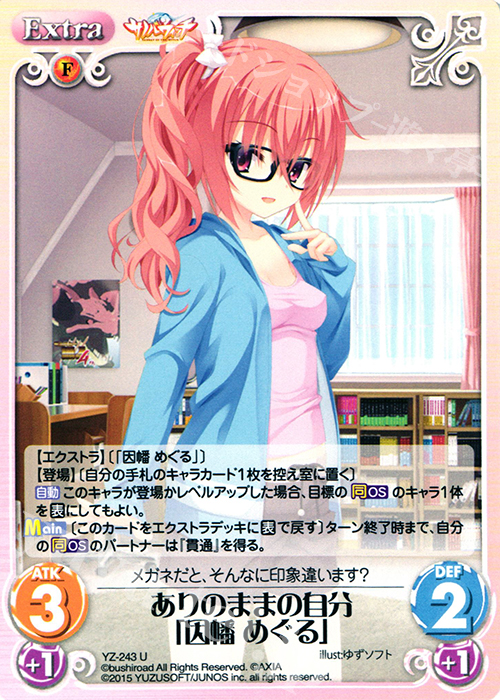 Extra
サノバウィッチ
F
【エクストラ】〔「因幡 めぐる」〕
【登場】〔自分の手札のキャラカード1枚を控え室に置く〕
自動 このキャラが登場かレベルアップした場合、目標の同OSのキャラ1体
を表にしてもよい。
Main〔このカードをエクストラデッキに表で戻す〕ターン終了時まで、自分
の同OSのパートナーは『貫通』を得る。
メガネだと、そんなに印象違います?
ATK
3
+1
ありのままの自分
「因幡 めぐる」
DEF
2
+1
YZ-243 U
illust:ゆずソフト
©bushiroad All Rights Reserved. ©AXIA
©2015 YUZUSOFT/JUNOS inc. all rights reserved.